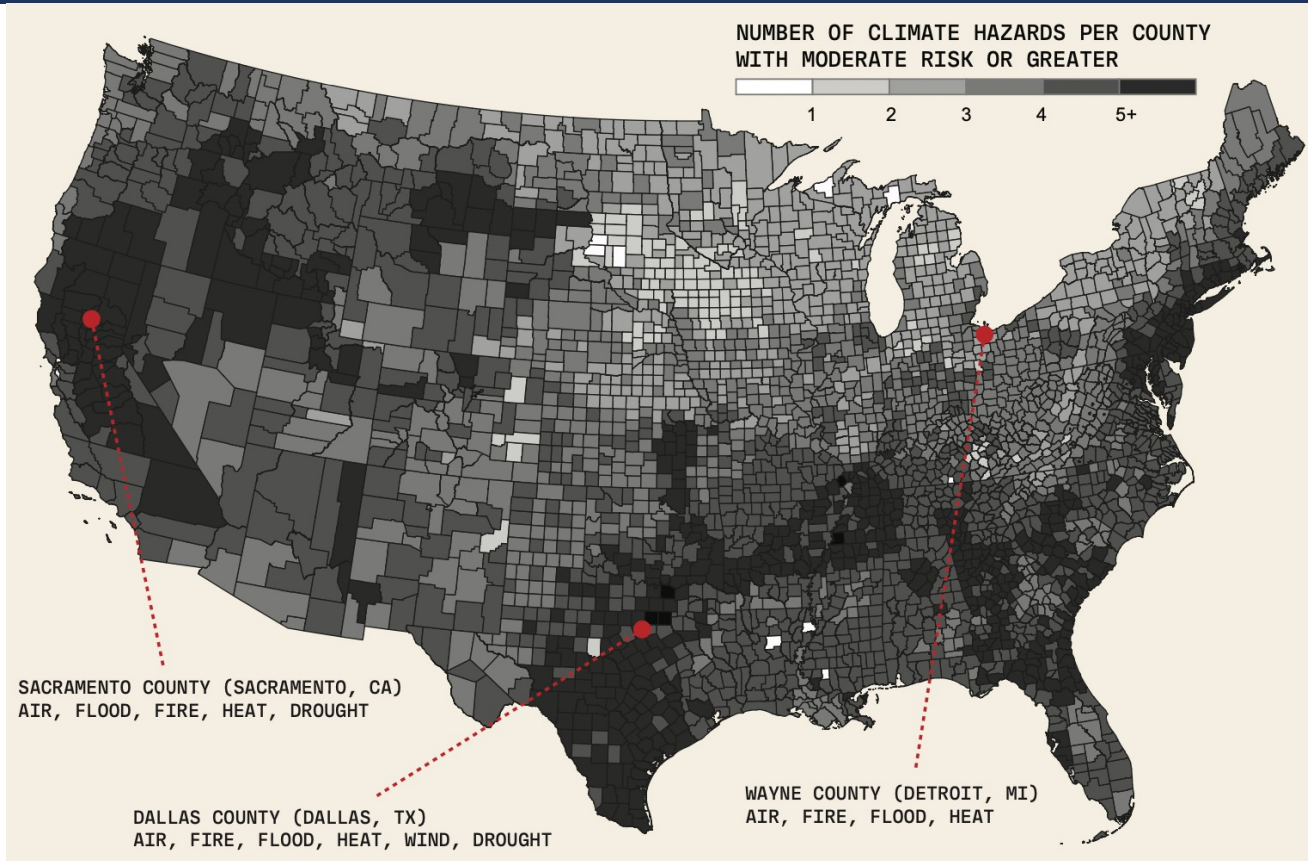 NUMBER OF CLIMATE HAZARDS PER COUNTY
WITH MODERATE RISK OR GREATER
1 2 3 4 5+
SACRAMENTO COUNTY (SACRAMENTO, CA)
AIR, FLOOD, FIRE, HEAT, DROUGHT
DALLAS COUNTY (DALLAS, TX)
AIR, FIRE, FLOOD, HEAT, WIND, DROUGHT
WAYNE COUNTY (DETROIT, MI)
AIR, FIRE, FLOOD, HEAT